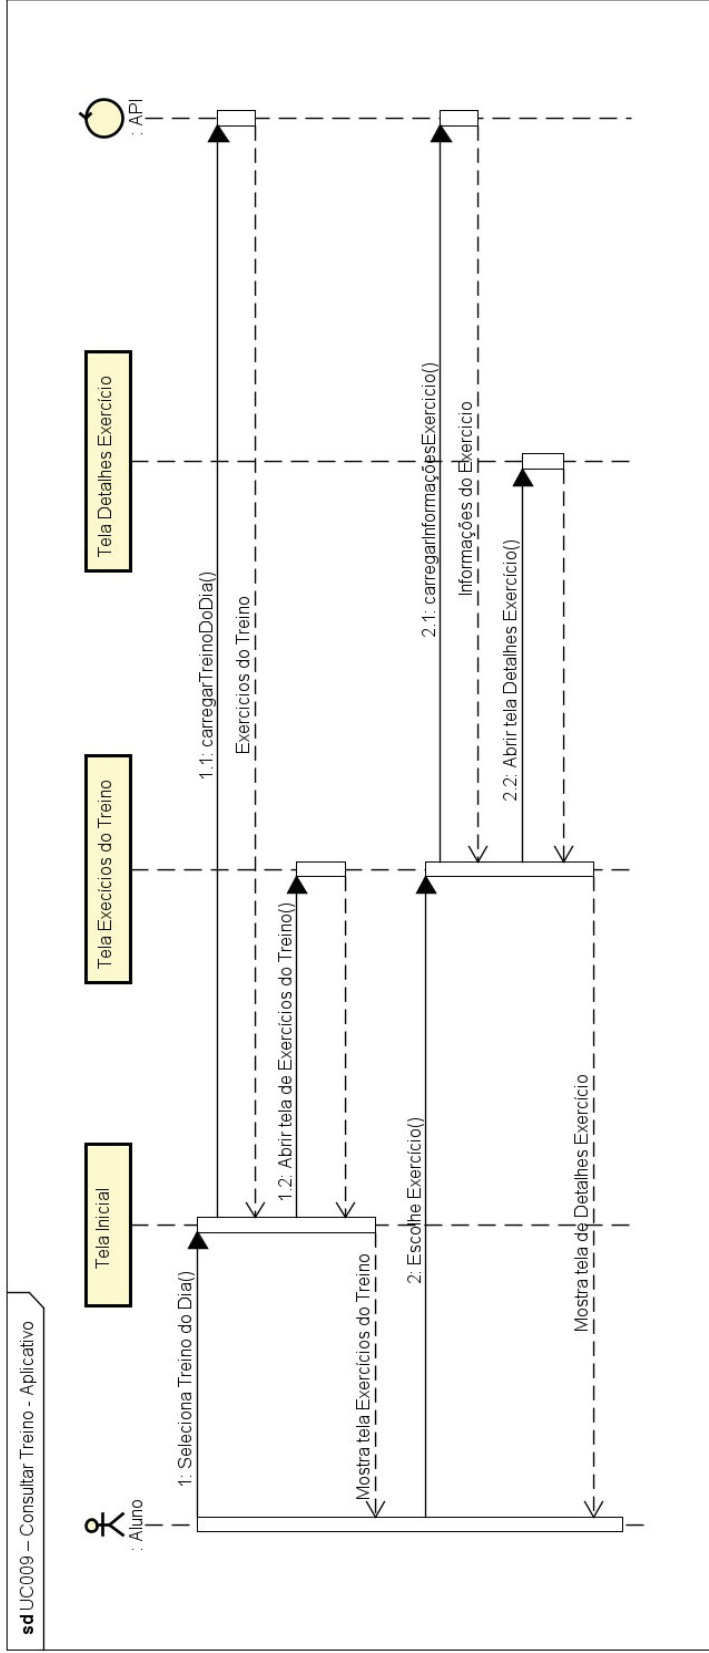 sd UC009 – Consultar Treino - Aplicativo
: Aluno
Tela Inicial
Tela Execícios do Treino
Tela Detalhes Exercício
: API
1: Seleciona Treino do Dia()
1.1: carregarTreinoDoDia()
Exercicios do Treino
1.2: Abrir tela de Exercícios do Treino()
Mostra tela Exercícios do Treino
2: Escolhe Exercício()
2.1: carregarInformaçõesExercicio()
Informações do Exercicio
2.2: Abrir tela Detalhes Exercício()
Mostra tela de Detalhes Exercício